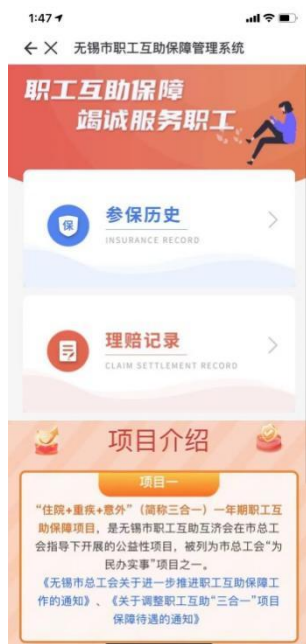 1:47
无锡市职工互助保障管理系统
职工互助保障
竭诚服务职工
保
参保历史
INSURANCE RECORD
理赔记录
CLAIM SETTLEMENT RECORD
项目介绍
项目一
“住院+重疾+意外”（简称三合一）一年期职工互
助保障项目，是无锡市职工互助互济会在市总工
会指导下开展的公益性项目，被列为市总工会“为
民办实事”项目之一。
《无锡市总工会关于进一步推进职工互助保障工
作的通知》、《关于调整职工互助“三合一”项目
保障待遇的通知》